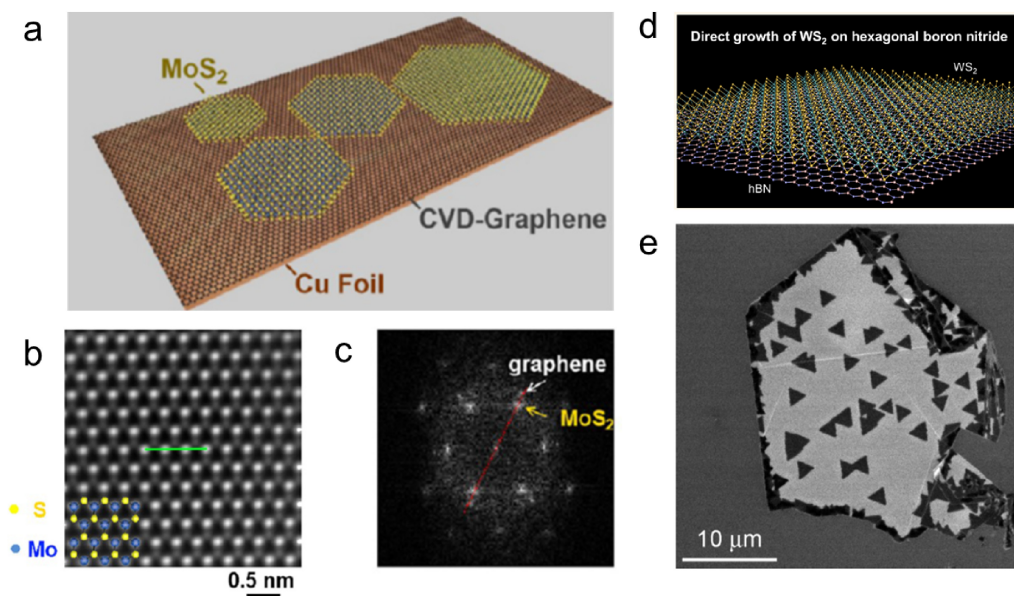 a
MoS₂
CVD-Graphene
Cu Foil
b
S
Mo
0.5 nm
c
graphene
MoS₂
d
Direct growth of WS₂ on hexagonal boron nitride
WS₂
hBN
e
10 μm